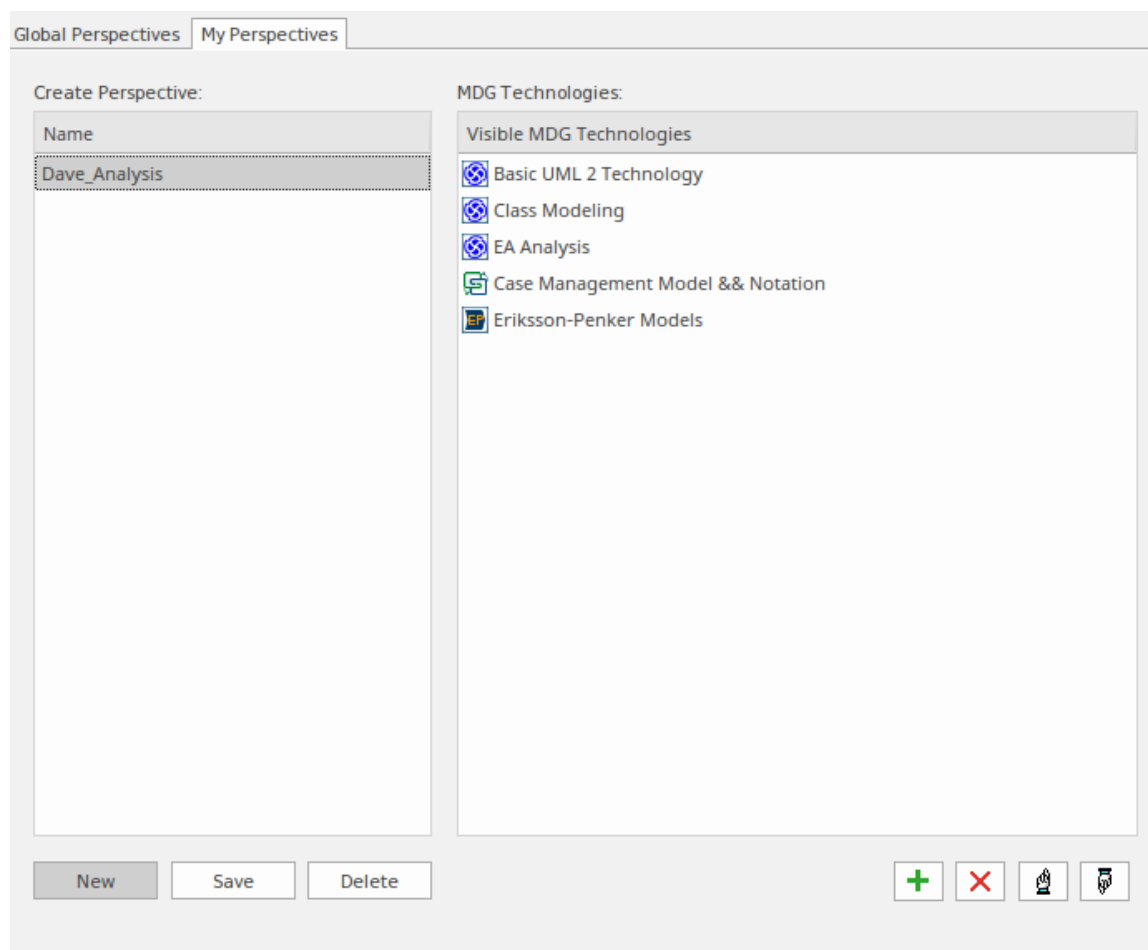 Global Perspectives My Perspectives
Create Perspective: MDG Technologies:
Name Visible MDG Technologies
Dave_Analysis Basic UML 2 Technology
Class Modeling
EA Analysis
Case Management Model && Notation
EP Eriksson-Penker Models
New Save Delete